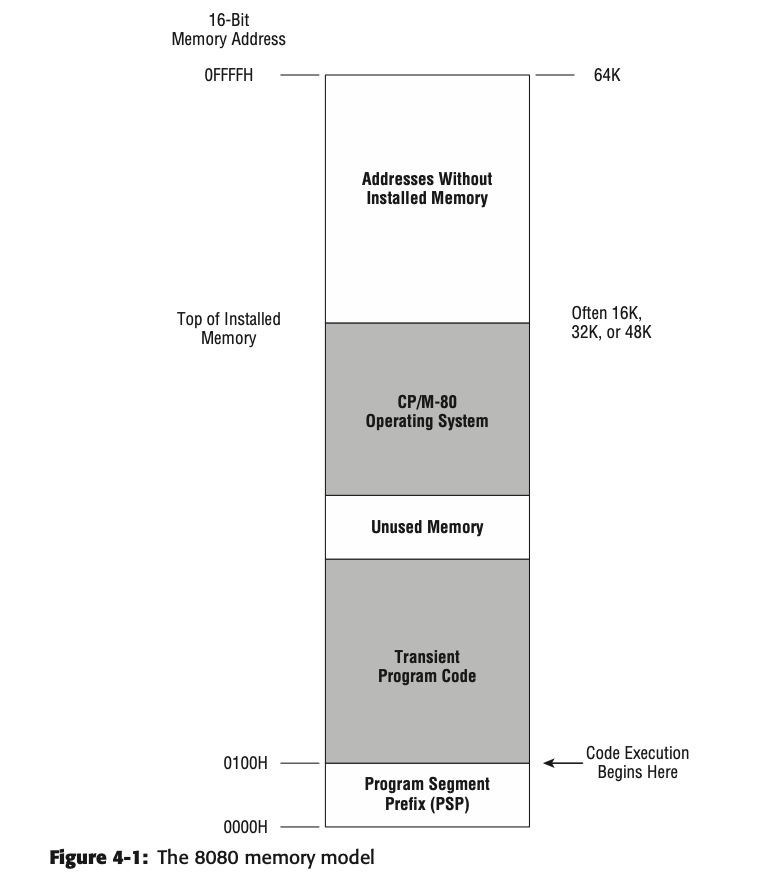 16-Bit
Memory Address
0FFFFH
64K
Addresses Without
Installed Memory
Top of Installed
Memory
Often 16K,
32K, or 48K
CP/M-80
Operating System
Unused Memory
Transient
Program Code
0100H
Code Execution
Begins Here
Program Segment
Prefix (PSP)
0000H
Figure 4-1: The 8080 memory model